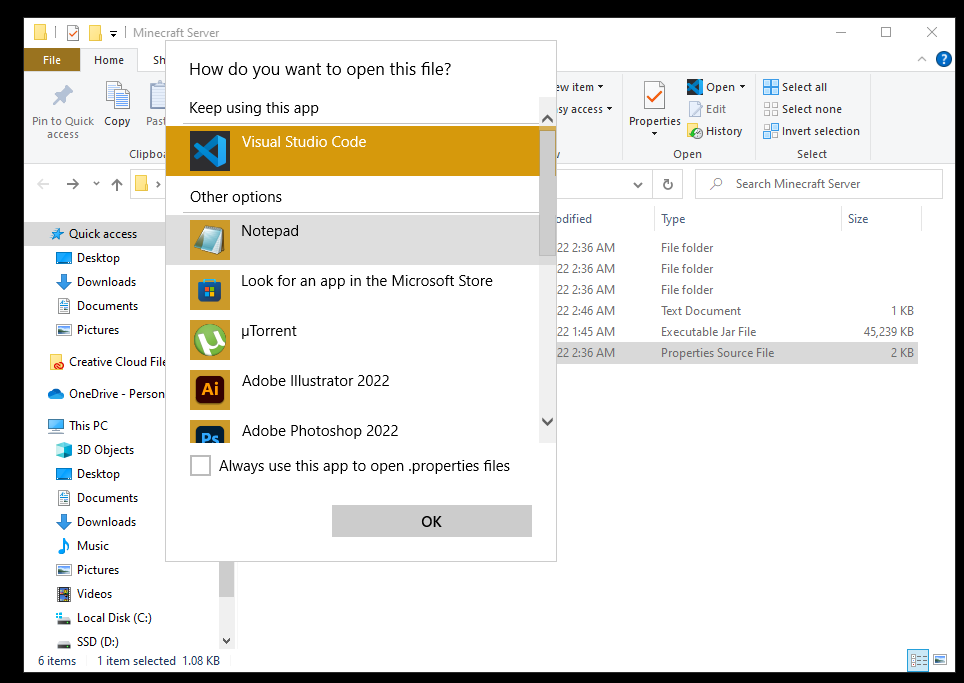 Minecraft Server
File
Home
Sh
Pin to Quick access
Copy
Past
Clipboa
ew item
sy access
Properties
Open
Edit
History
Open
Select all
Select none
Invert selection
Select
Search Minecraft Server
How do you want to open this file?
Keep using this app
Visual Studio Code
Other options
Notepad
Look for an app in the Microsoft Store
µTorrent
Ai
Adobe Illustrator 2022
Ps
Adobe Photoshop 2022
Always use this app to open .properties files
OK
Quick access
Desktop
Downloads
Documents
Pictures
Creative Cloud File
OneDrive - Person
This PC
3D Objects
Desktop
Documents
Downloads
Music
Pictures
Videos
Local Disk (C:)
SSD (D:)
odified
Type
Size
22 2:36 AM
File folder
22 2:36 AM
File folder
22 2:36 AM
File folder
22 2:46 AM
Text Document
1 KB
22 1:45 AM
Executable Jar File
45,239 KB
22 2:36 AM
Properties Source File
2 KB
6 items
1 item selected 1.08 KB